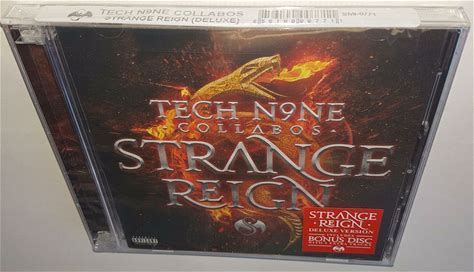 TECH N9NE COLLABOS
STRANGE REIGN (DELUXE)
TECH N9NE
COLLABOS
STRANGE
REIGN
STRANGE
REIGN
DELUXE VERSION
BONUS DISC